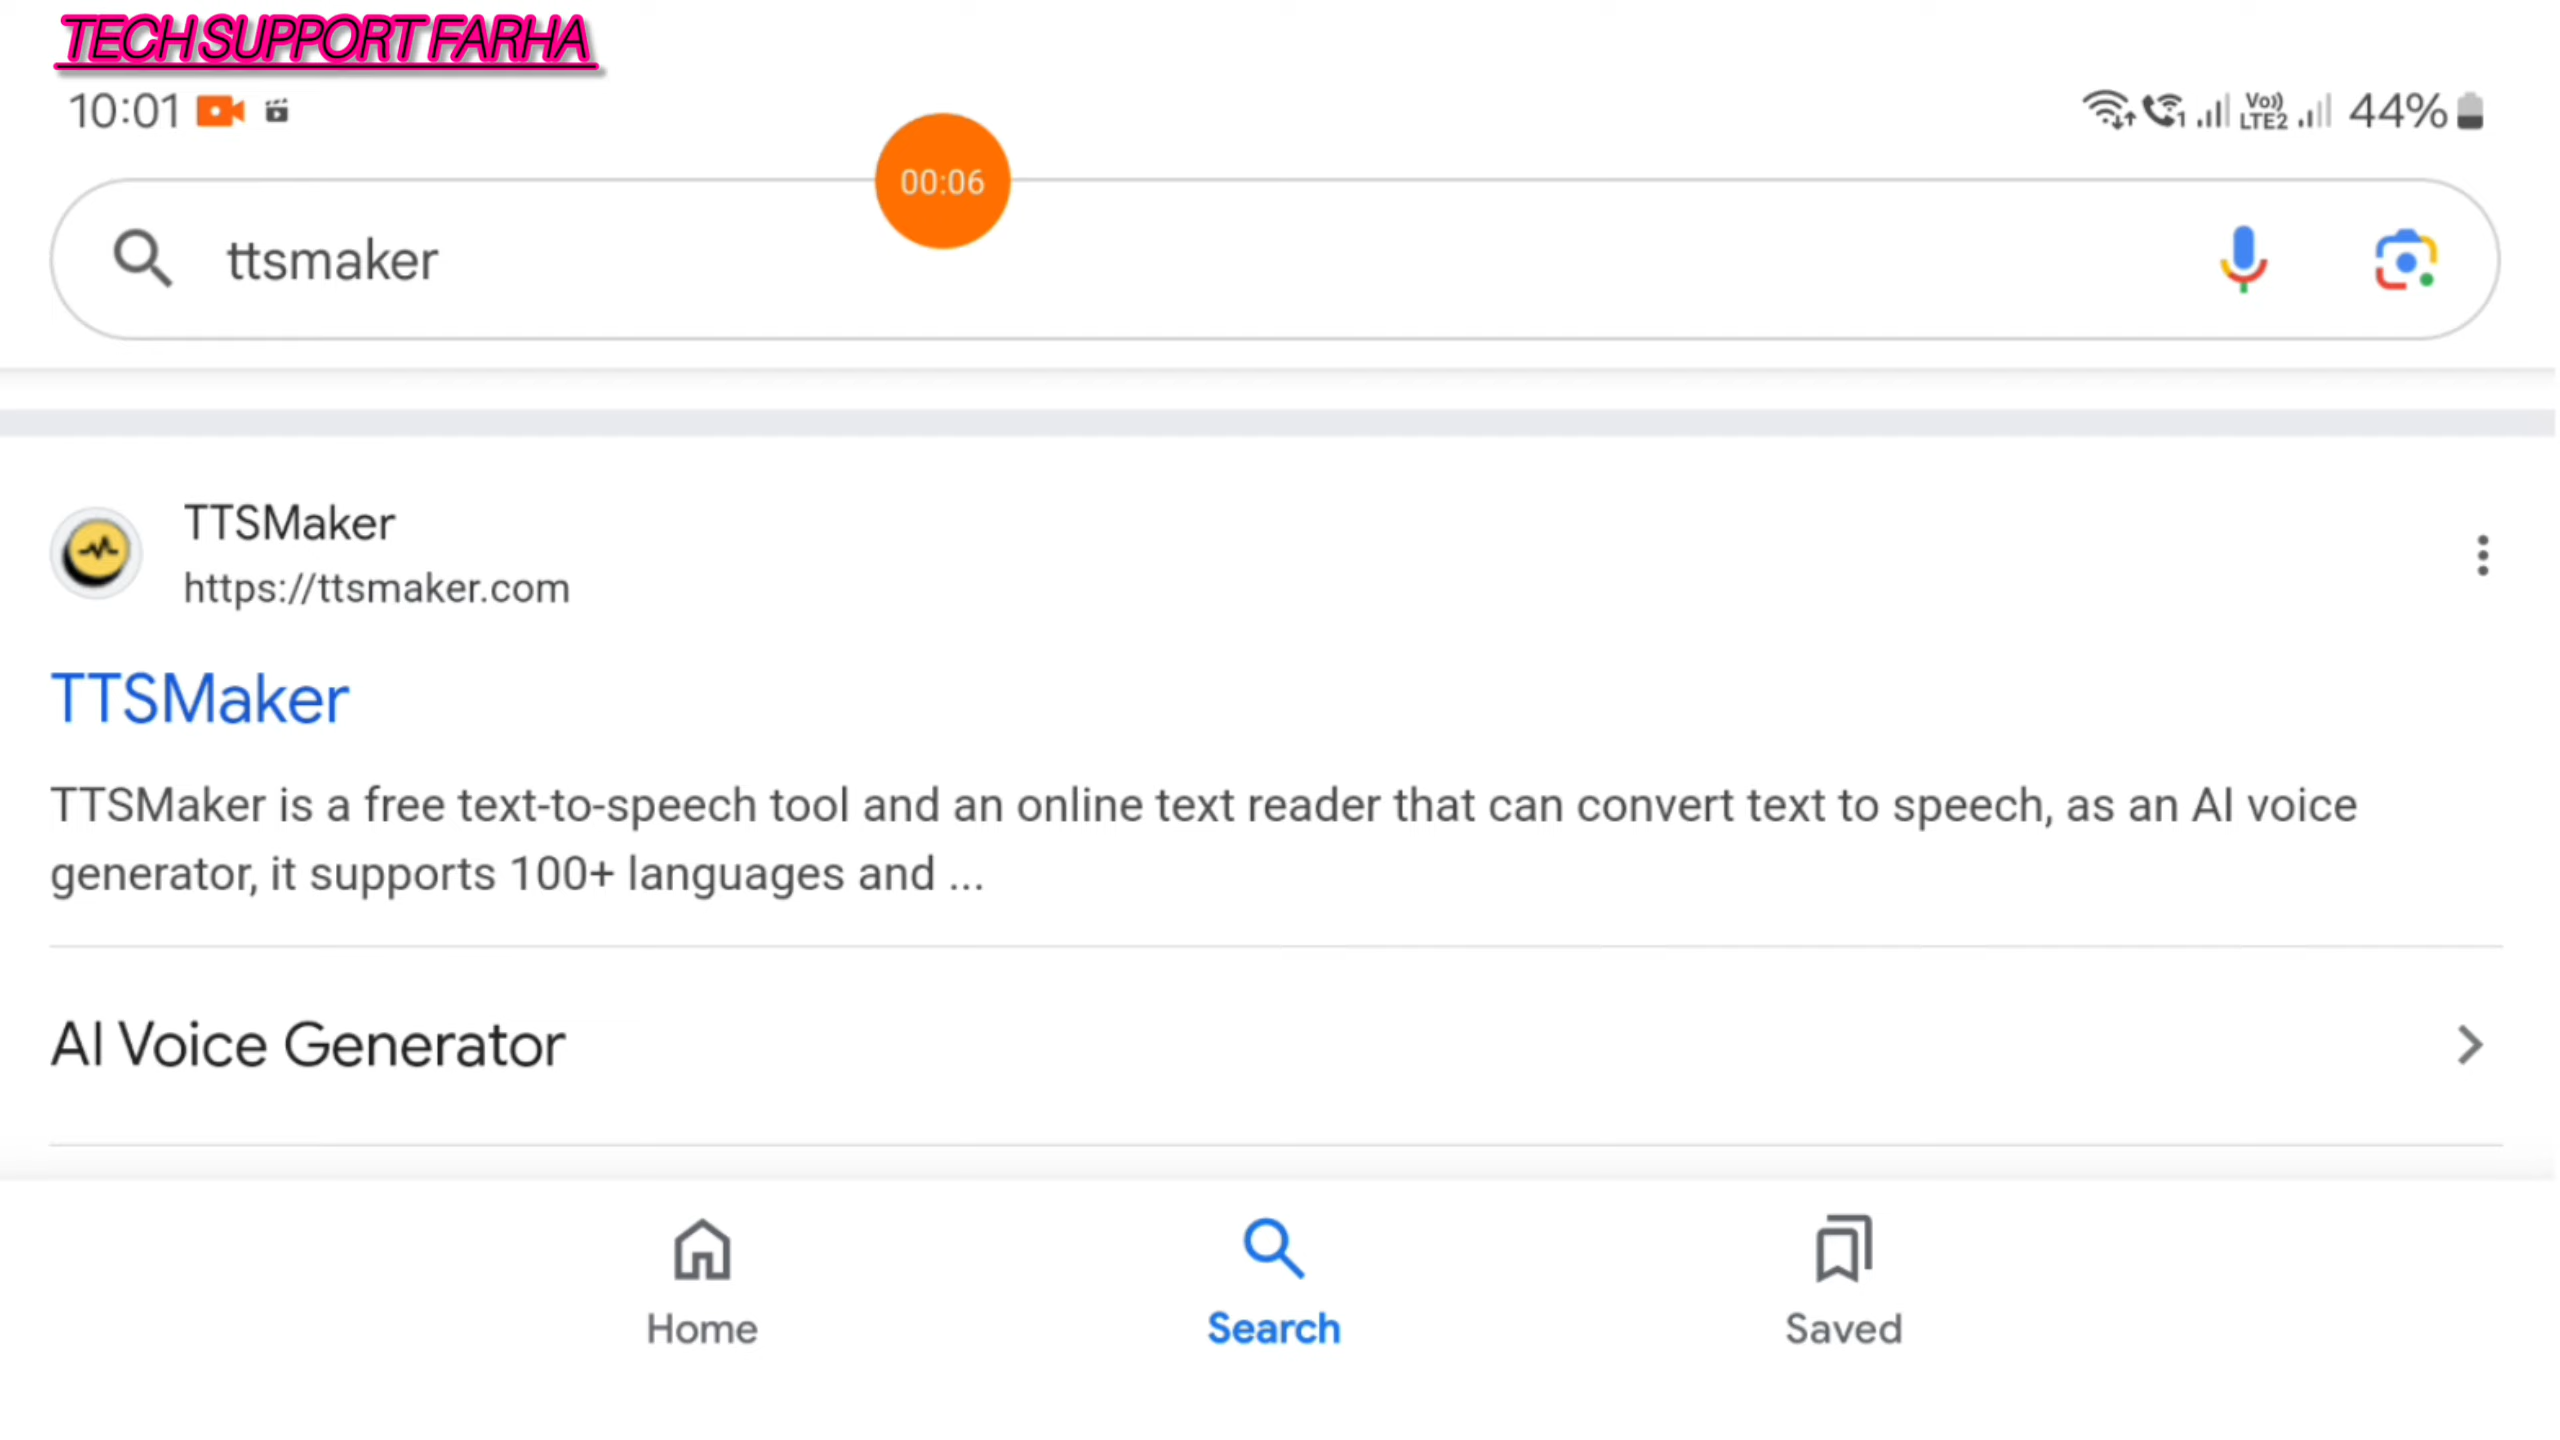 TECH SUPPORT FARHA
10:01
Vo)) LTE2 44%
00:06
ttsmaker
TTSMaker
https://ttsmaker.com
TTSMaker
TTSMaker is a free text-to-speech tool and an online text reader that can convert text to speech, as an AI voice
generator, it supports 100+ languages and ...
AI Voice Generator
Home Search Saved